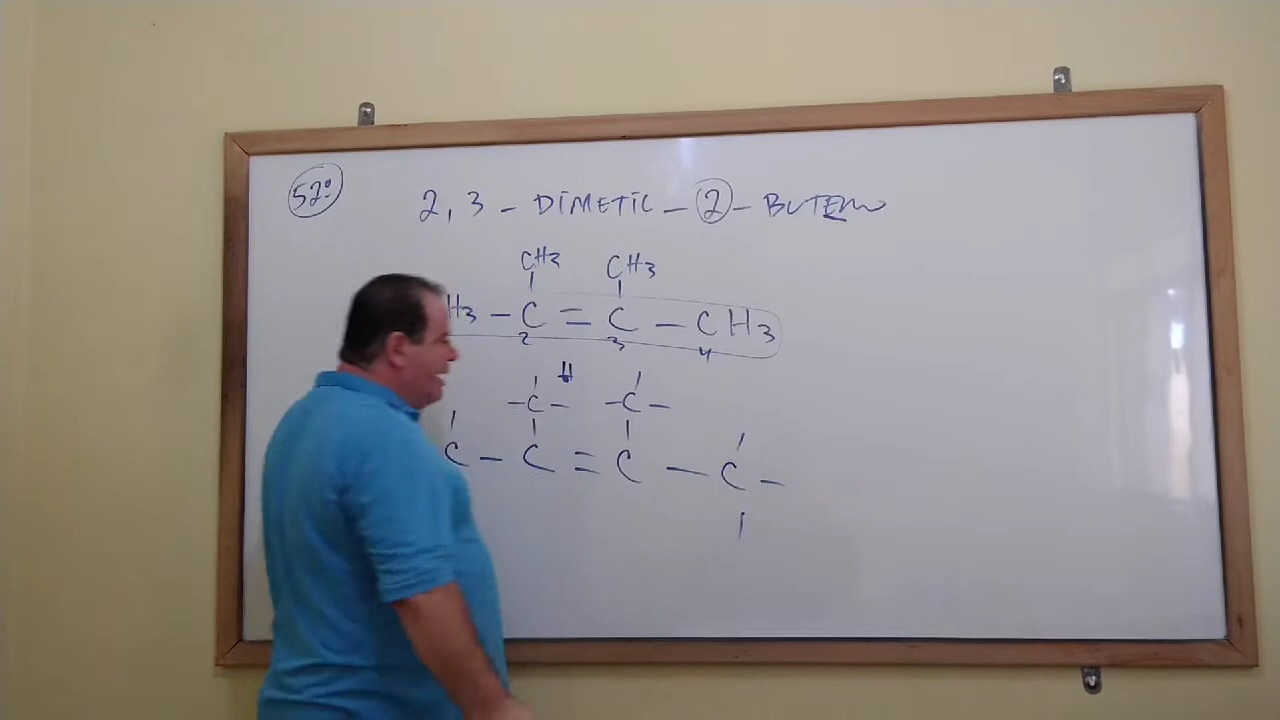 52º
2,3 - DIMETIL - 2 - BUTENO
CH3 CH3
H3 - C = C - CH3
2 3 4
H
- C - - C -
C - C = C - C -